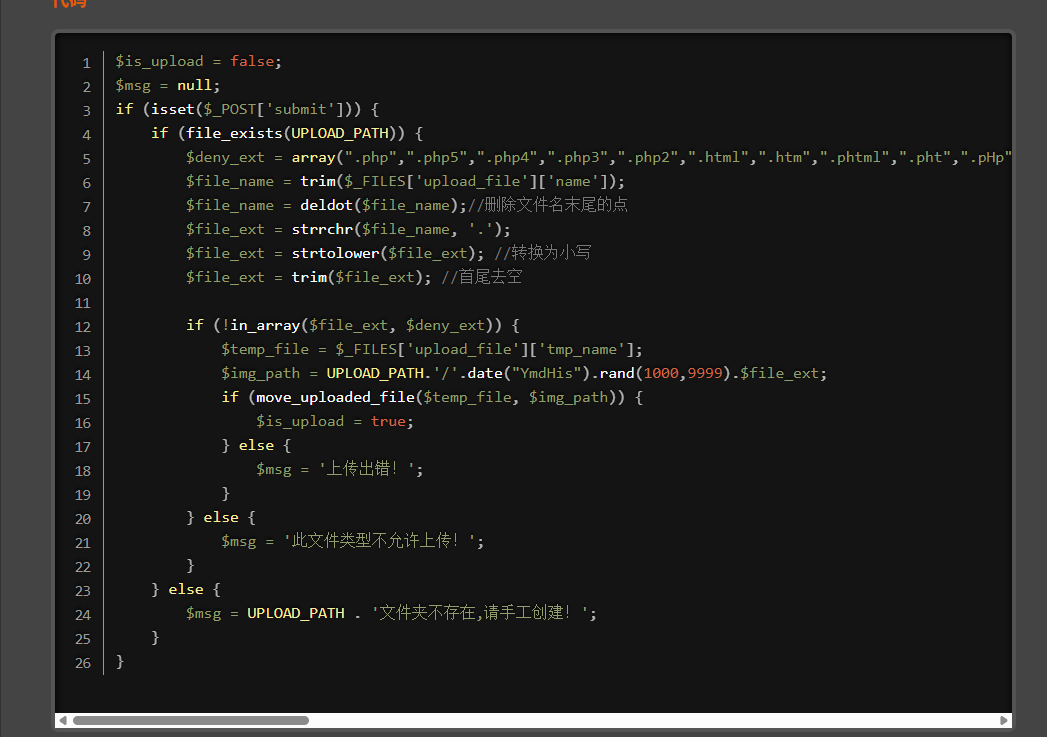 代码
1 $is_upload = false;
2 $msg = null;
3 if (isset($_POST['submit'])) {
4 if (file_exists(UPLOAD_PATH)) {
5 $deny_ext = array(".php",".php5",".php4",".php3",".php2",".html",".htm",".phtml",".pht",".pHp"
6 $file_name = trim($_FILES['upload_file']['name']);
7 $file_name = deldot($file_name);//删除文件名末尾的点
8 $file_ext = strrchr($file_name, '.');
9 $file_ext = strtolower($file_ext); //转换为小写
10 $file_ext = trim($file_ext); //首尾去空
11
12 if (!in_array($file_ext, $deny_ext)) {
13 $temp_file = $_FILES['upload_file']['tmp_name'];
14 $img_path = UPLOAD_PATH.'/'.date("YmdHis").rand(1000,9999).$file_ext;
15 if (move_uploaded_file($temp_file, $img_path)) {
16 $is_upload = true;
17 } else {
18 $msg = '上传出错！';
19 }
20 } else {
21 $msg = '此文件类型不允许上传！';
22 }
23 } else {
24 $msg = UPLOAD_PATH . '文件夹不存在,请手工创建！';
25 }
26 }